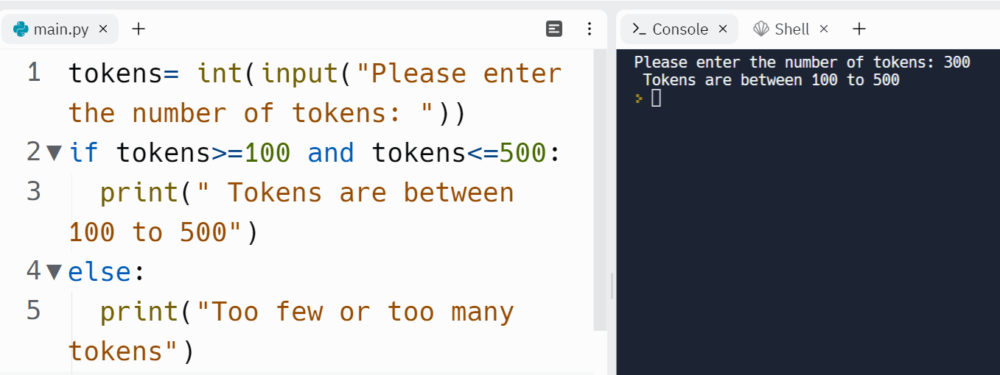 main.py × +
1 tokens= int(input("Please enter
the number of tokens: "))
2 if tokens>=100 and tokens<=500:
3 print(" Tokens are between
100 to 500")
4 else:
5 print("Too few or too many
tokens")
>_ Console × Shell × +
Please enter the number of tokens: 300
 Tokens are between 100 to 500
>